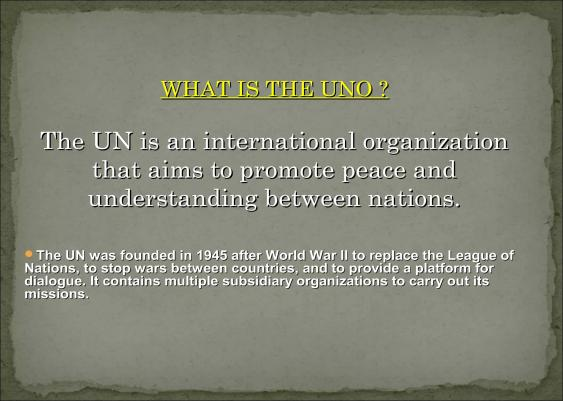 WHAT IS THE UNO ?
The UN is an international organization
that aims to promote peace and
understanding between nations.
The UN was founded in 1945 after World War II to replace the League of
Nations, to stop wars between countries, and to provide a platform for
dialogue. It contains multiple subsidiary organizations to carry out its
missions.